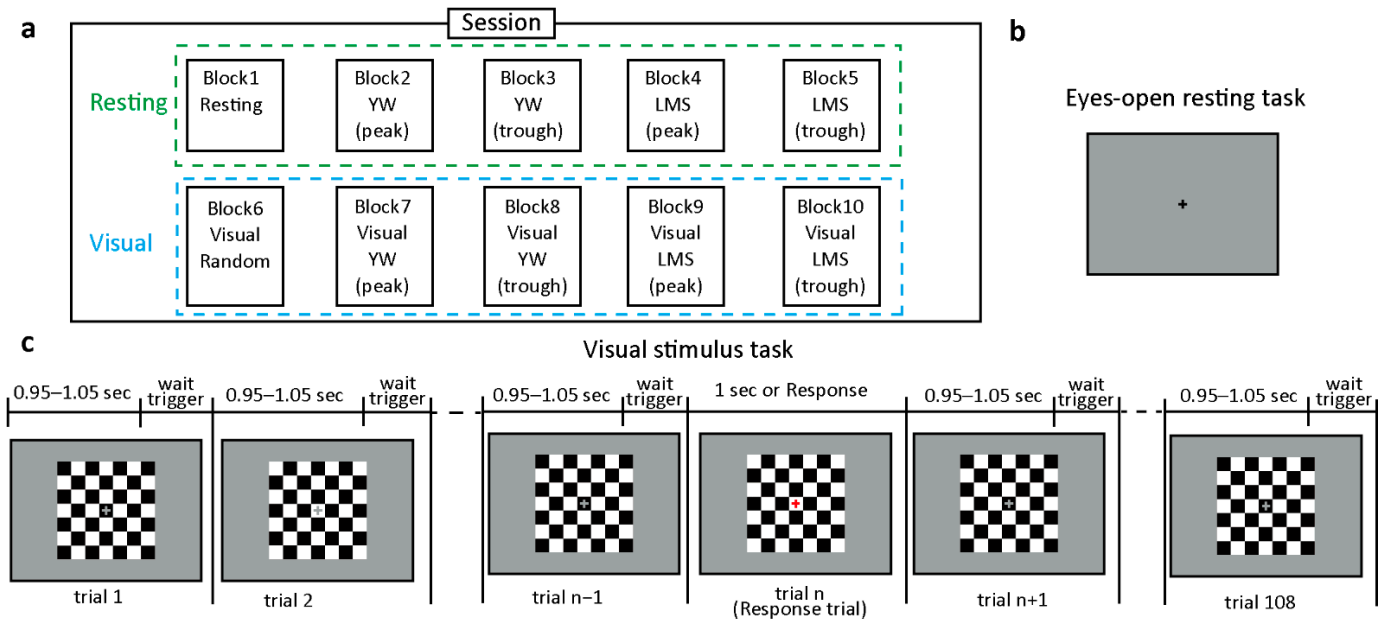 a
Session
Resting
Block1
Resting
Block2
YW
(peak)
Block3
YW
(trough)
Block4
LMS
(peak)
Block5
LMS
(trough)
Visual
Block6
Visual
Random
Block7
Visual
YW
(peak)
Block8
Visual
YW
(trough)
Block9
Visual
LMS
(peak)
Block10
Visual
LMS
(trough)
b
Eyes-open resting task
c
Visual stimulus task
0.95–1.05 sec
wait
trigger
0.95–1.05 sec
wait
trigger
0.95–1.05 sec
wait
trigger
1 sec or Response
0.95–1.05 sec
wait
trigger
0.95–1.05 sec
wait
trigger
trial 1
trial 2
trial n–1
trial n
(Response trial)
trial n+1
trial 108